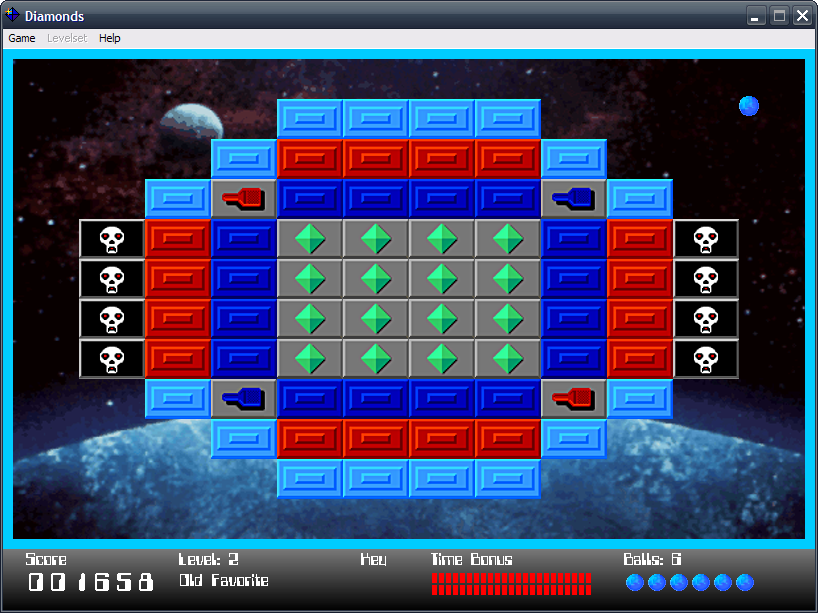 Diamonds
Game Levelset Help
Score Level: 2 Key Time Bonus Balls: 6
001658 Old Favorite